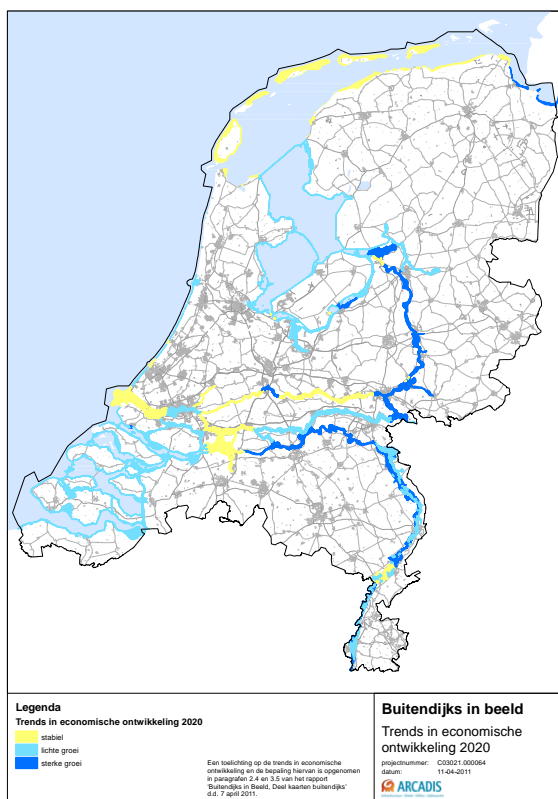 Legenda
Trends in economische ontwikkeling 2020
stabiel
lichte groei
sterke groei
Een toelichting op de trends in economische
ontwikkeling en de bepaling hiervan is opgenomen
in paragrafen 2.4 en 3.5 van het rapport
'Buitendijks in Beeld, Deel kaarten buitendijks'
d.d. 7 april 2011.
Buitendijks in beeld
Trends in economische
ontwikkeling 2020
projectnummer: C03021.000064
datum: 11-04-2011
ARCADIS